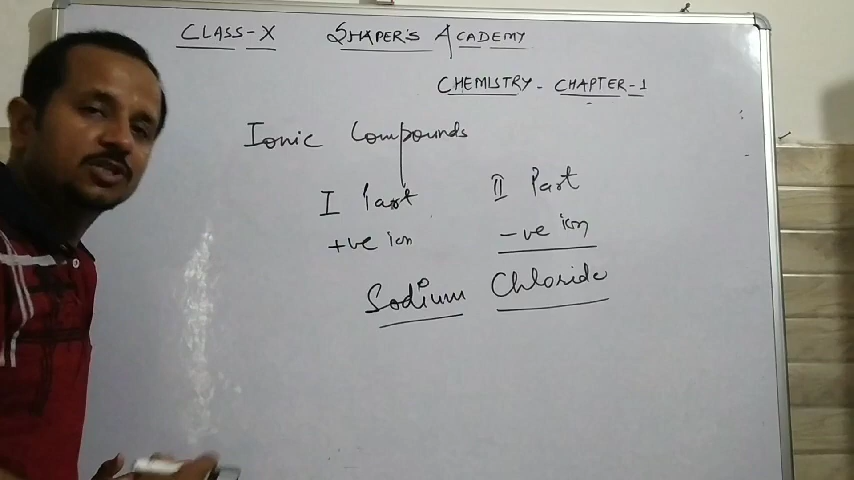 CLASS-X SHAPER'S ACADEMY
CHEMISTRY - CHAPTER-1
Ionic Compounds
I Part II Part
+ve ion -ve ion
Sodium Chloride